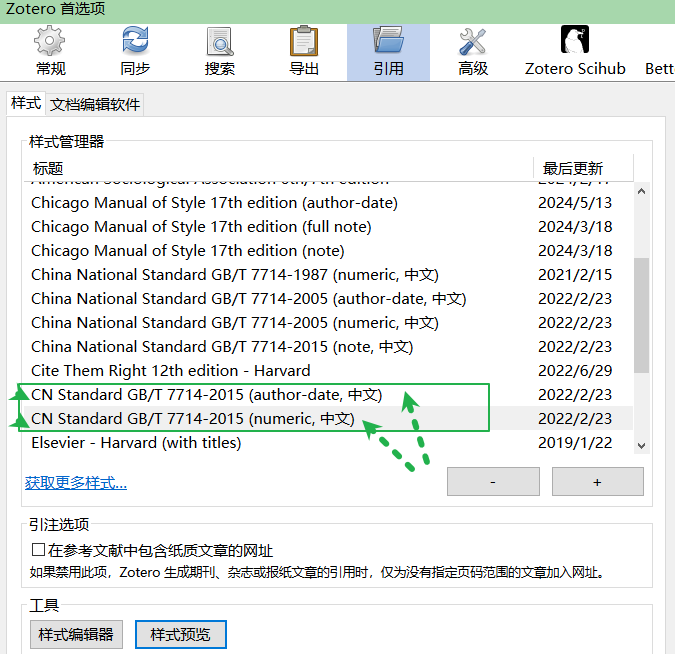 Zotero 首选项
常规 同步 搜索 导出 引用 高级 Zotero Scihub Bett
样式 文档编辑软件
样式管理器
标题 最后更新
American Sociological Association 6th/7th edition 2024/2/11
Chicago Manual of Style 17th edition (author-date) 2024/5/13
Chicago Manual of Style 17th edition (full note) 2024/3/18
Chicago Manual of Style 17th edition (note) 2024/3/18
China National Standard GB/T 7714-1987 (numeric, 中文) 2021/2/15
China National Standard GB/T 7714-2005 (author-date, 中文) 2022/2/23
China National Standard GB/T 7714-2005 (numeric, 中文) 2022/2/23
China National Standard GB/T 7714-2015 (note, 中文) 2022/2/23
Cite Them Right 12th edition - Harvard 2022/6/29
CN Standard GB/T 7714-2015 (author-date, 中文) 2022/2/23
CN Standard GB/T 7714-2015 (numeric, 中文) 2022/2/23
Elsevier - Harvard (with titles) 2019/1/22
获取更多样式... - +
引注选项
在参考文献中包含纸质文章的网址
如果禁用此项，Zotero 生成期刊、杂志或报纸文章的引用时，仅为没有指定页码范围的文章加入网址。
工具
样式编辑器 样式预览